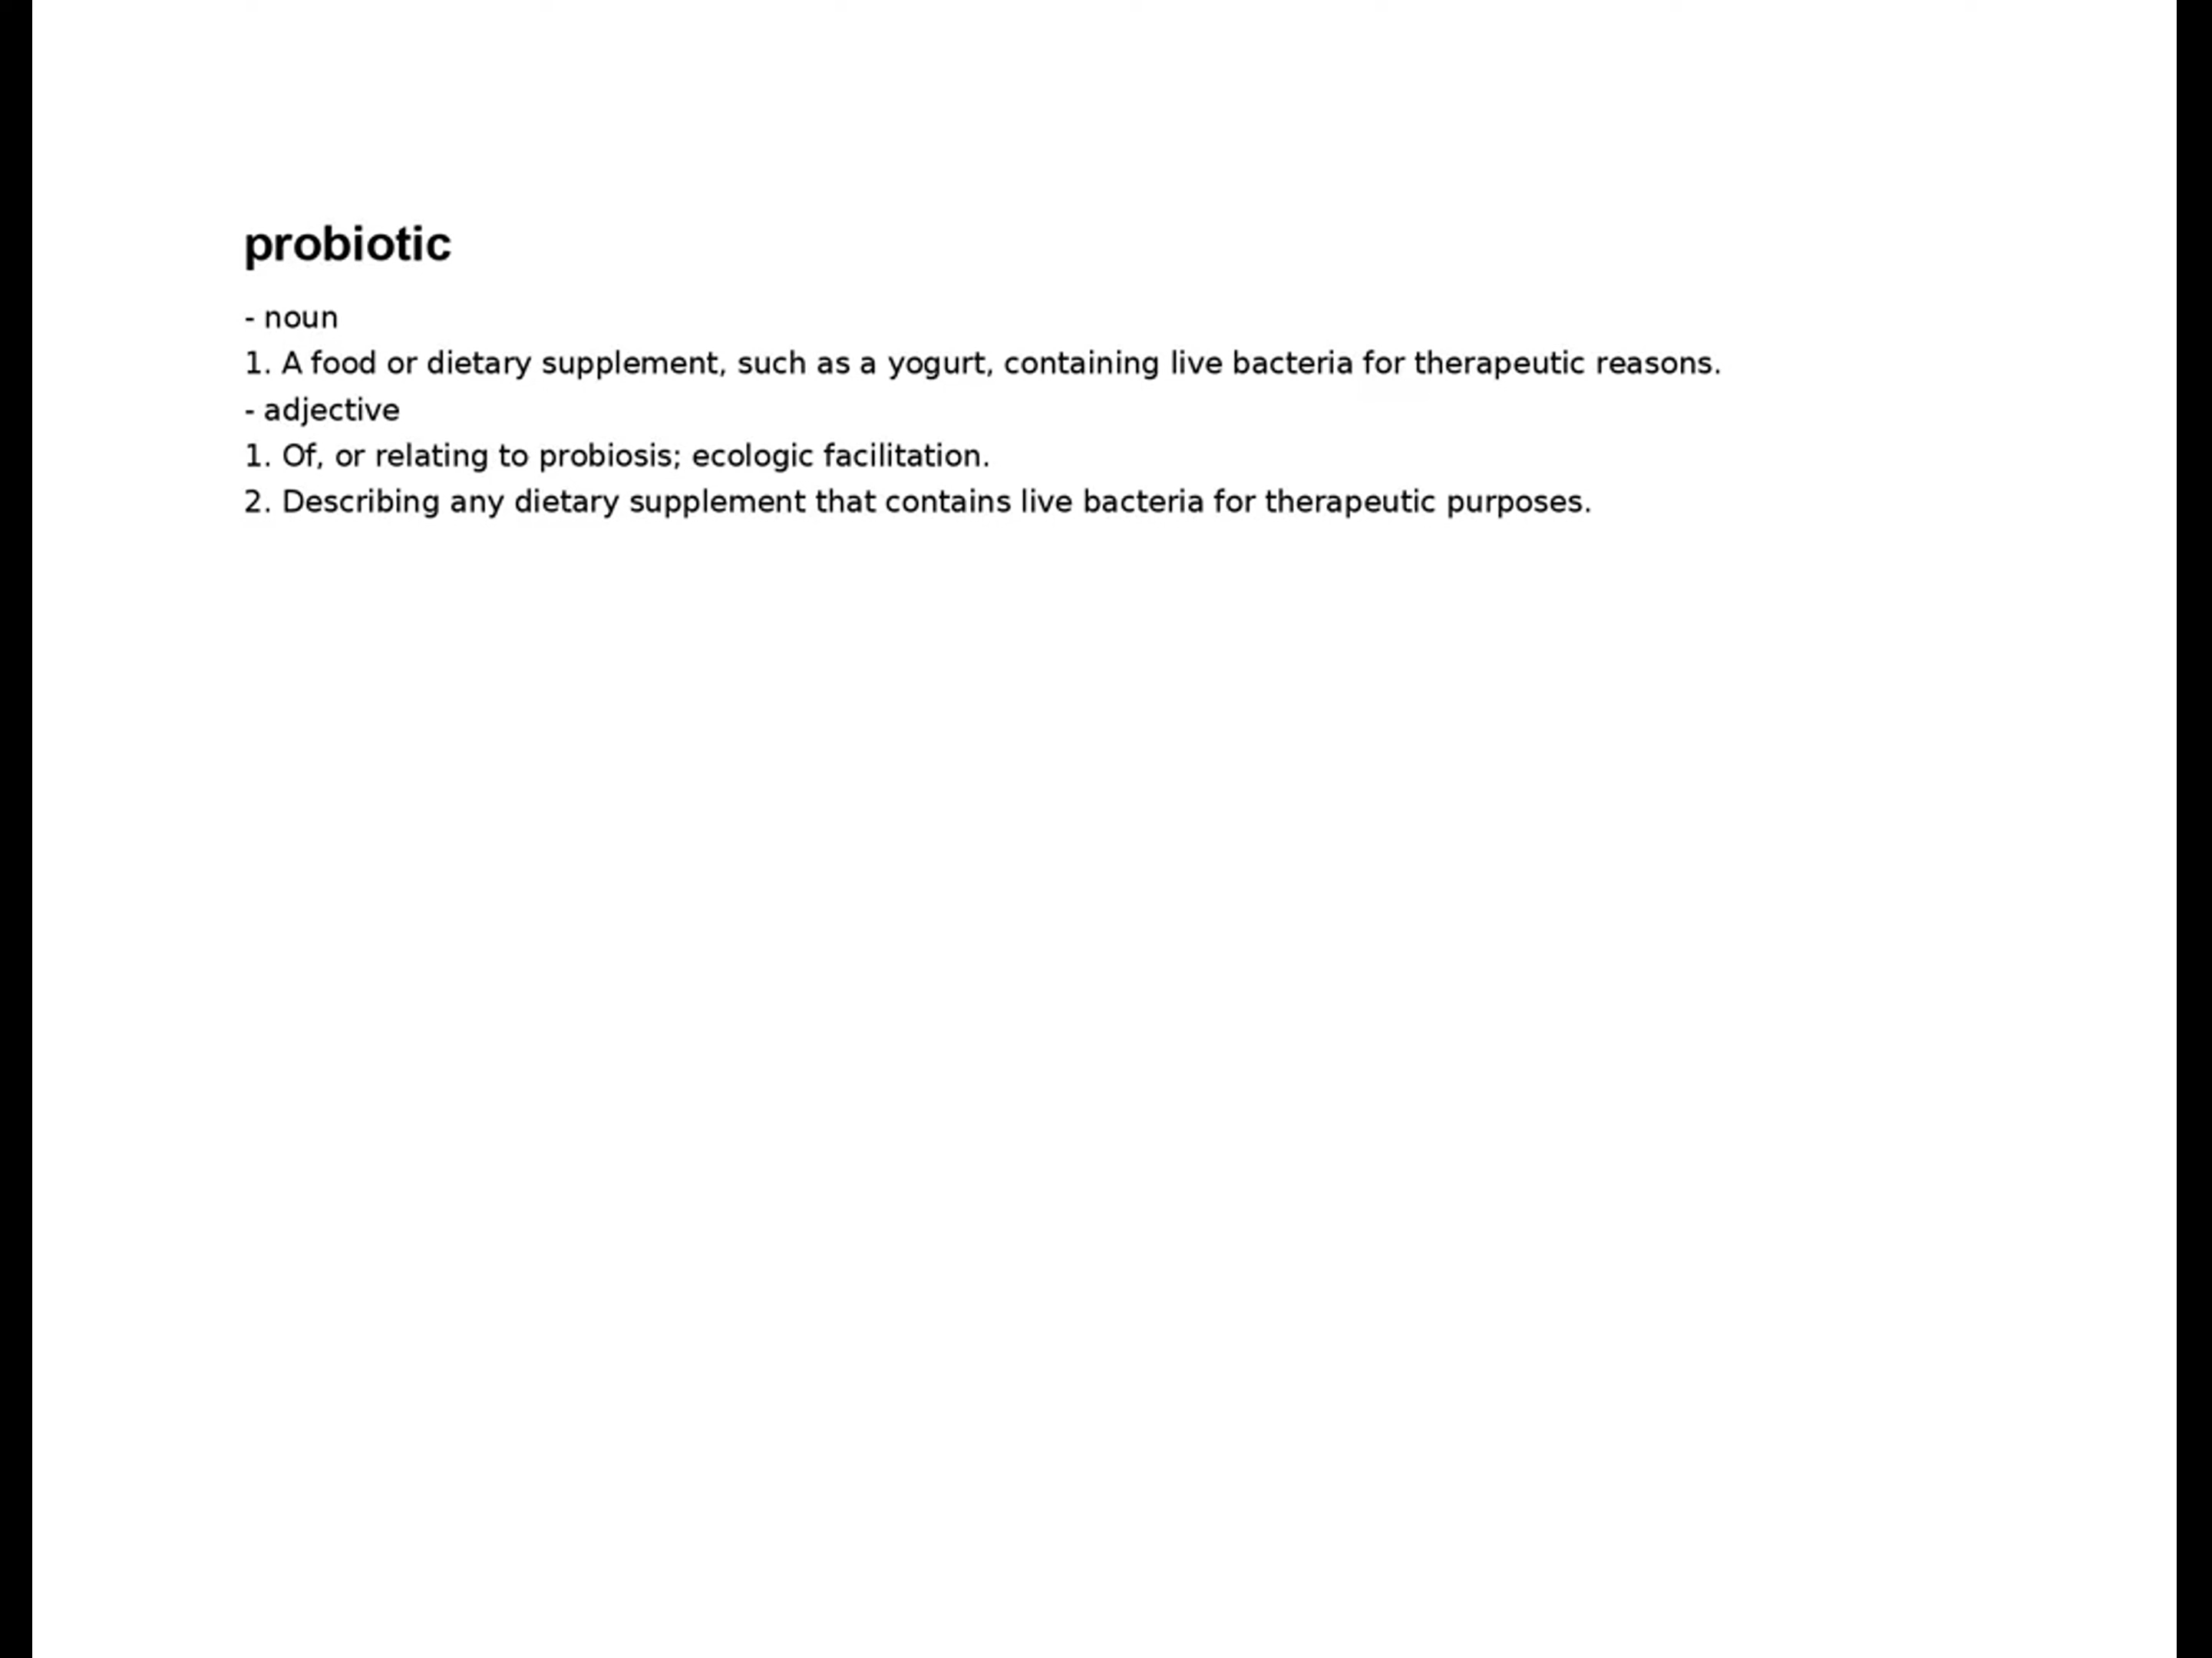 probiotic
- noun
1. A food or dietary supplement, such as a yogurt, containing live bacteria for therapeutic reasons.
- adjective
1. Of, or relating to probiosis; ecologic facilitation.
2. Describing any dietary supplement that contains live bacteria for therapeutic purposes.